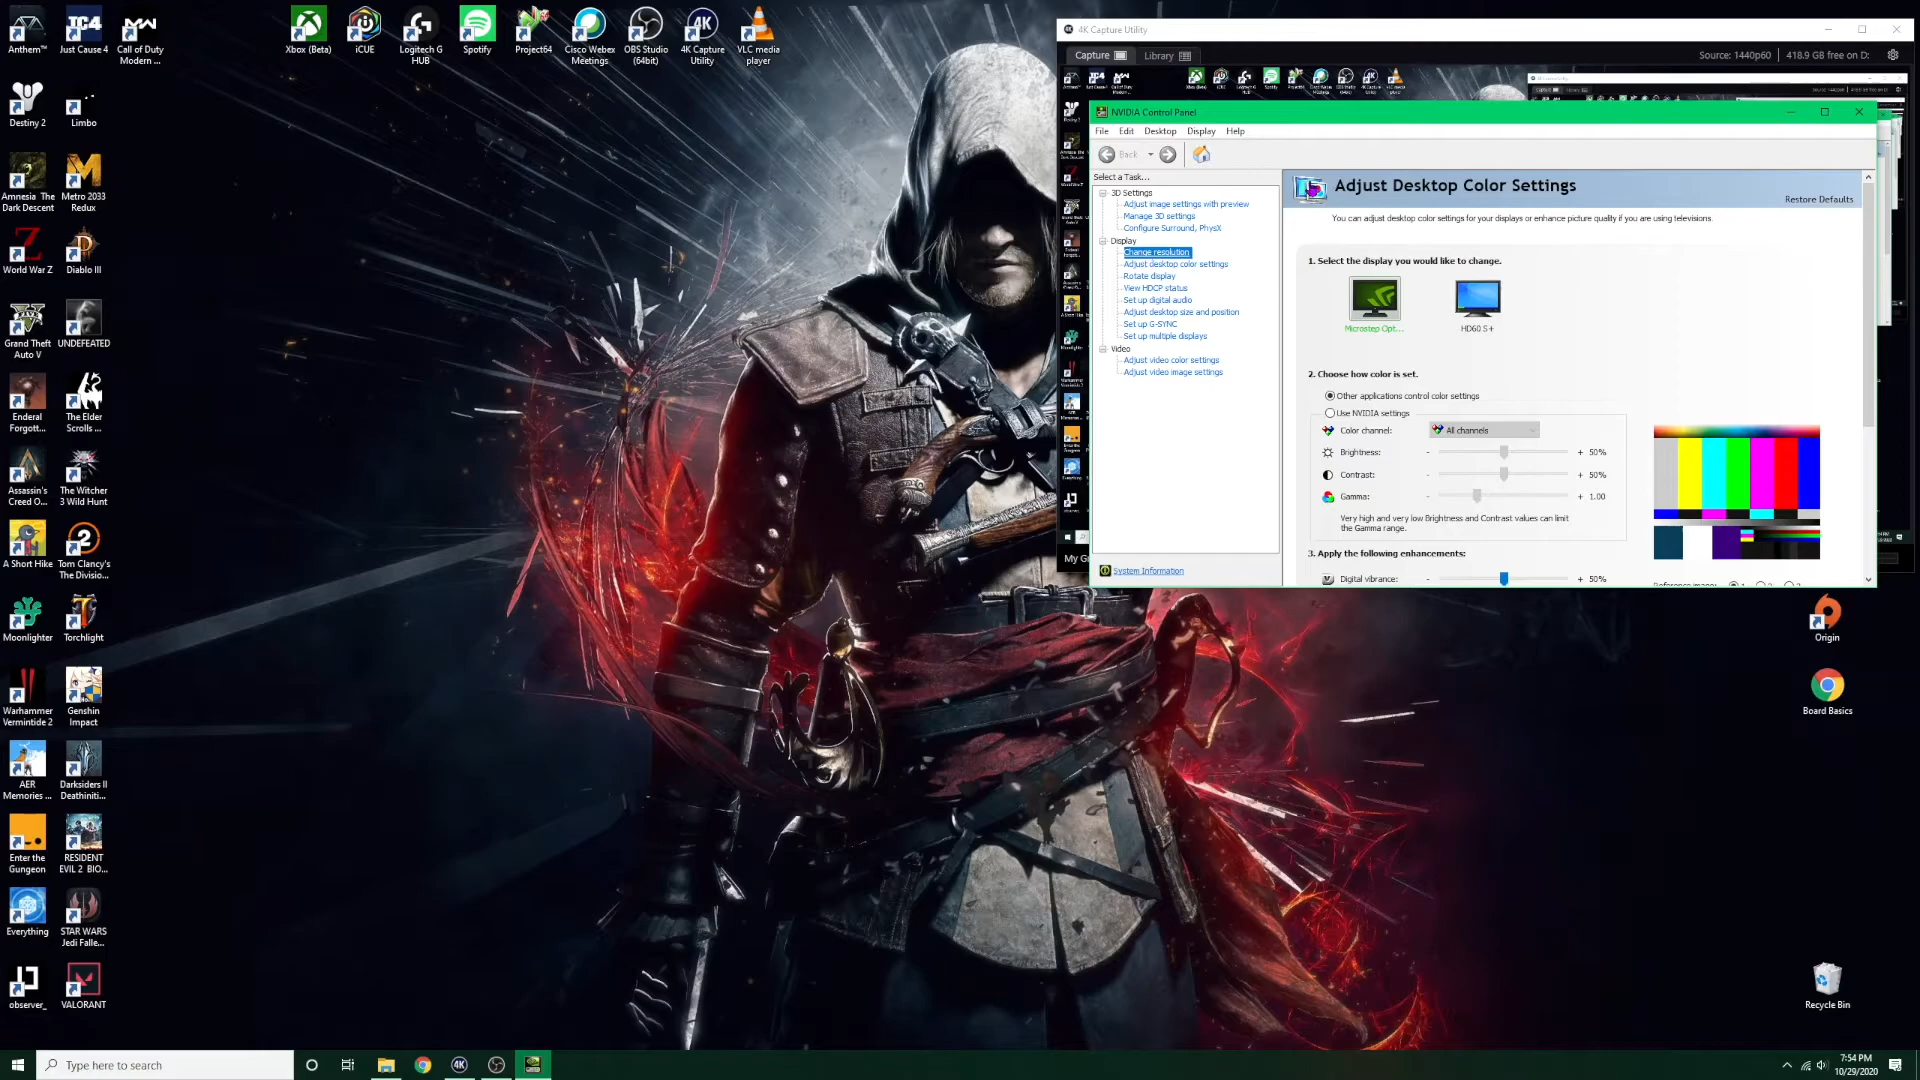 Anthem™
Just Cause 4
Call of Duty
Modern ...
Xbox (Beta)
iCUE
Logitech G
HUB
Spotify
Project64
Cisco Webex
Meetings
OBS Studio
(64bit)
4K Capture
Utility
VLC media
player
Destiny 2
Limbo
Amnesia The
Dark Descent
Metro 2033
Redux
World War Z
Diablo III
Grand Theft
Auto V
UNDEFEATED
Enderal
Forgott...
The Elder
Scrolls ...
Assassin's
Creed O...
The Witcher
3 Wild Hunt
A Short Hike
Tom Clancy's
The Divisio...
Moonlighter
Torchlight
Warhammer
Vermintide 2
Genshin
Impact
AER
Memories ...
Darksiders II
Deathiniti...
Enter the
Gungeon
RESIDENT
EVIL 2 BIO...
Everything
STAR WARS
Jedi Falle...
observer_
VALORANT
4K Capture Utility
Capture
Library
Source: 1440p60
418.9 GB free on D:
NVIDIA Control Panel
File Edit Desktop Display Help
Back
Select a Task...
3D Settings
Adjust image settings with preview
Manage 3D settings
Configure Surround, PhysX
Display
Change resolution
Adjust desktop color settings
Rotate display
View HDCP status
Set up digital audio
Adjust desktop size and position
Set up G-SYNC
Set up multiple displays
Video
Adjust video color settings
Adjust video image settings
System Information
Adjust Desktop Color Settings
Restore Defaults
You can adjust desktop color settings for your displays or enhance picture quality if you are using televisions.
1. Select the display you would like to change.
Microstep Opt...
HD60 S+
2. Choose how color is set.
Other applications control color settings
Use NVIDIA settings
Color channel: All channels
Brightness: - + 50%
Contrast: - + 50%
Gamma: - + 1.00
Very high and very low Brightness and Contrast values can limit
the Gamma range.
3. Apply the following enhancements:
Digital vibrance: - + 50%
My G
Origin
Board Basics
Recycle Bin
Type here to search
7:54 PM
10/29/2020